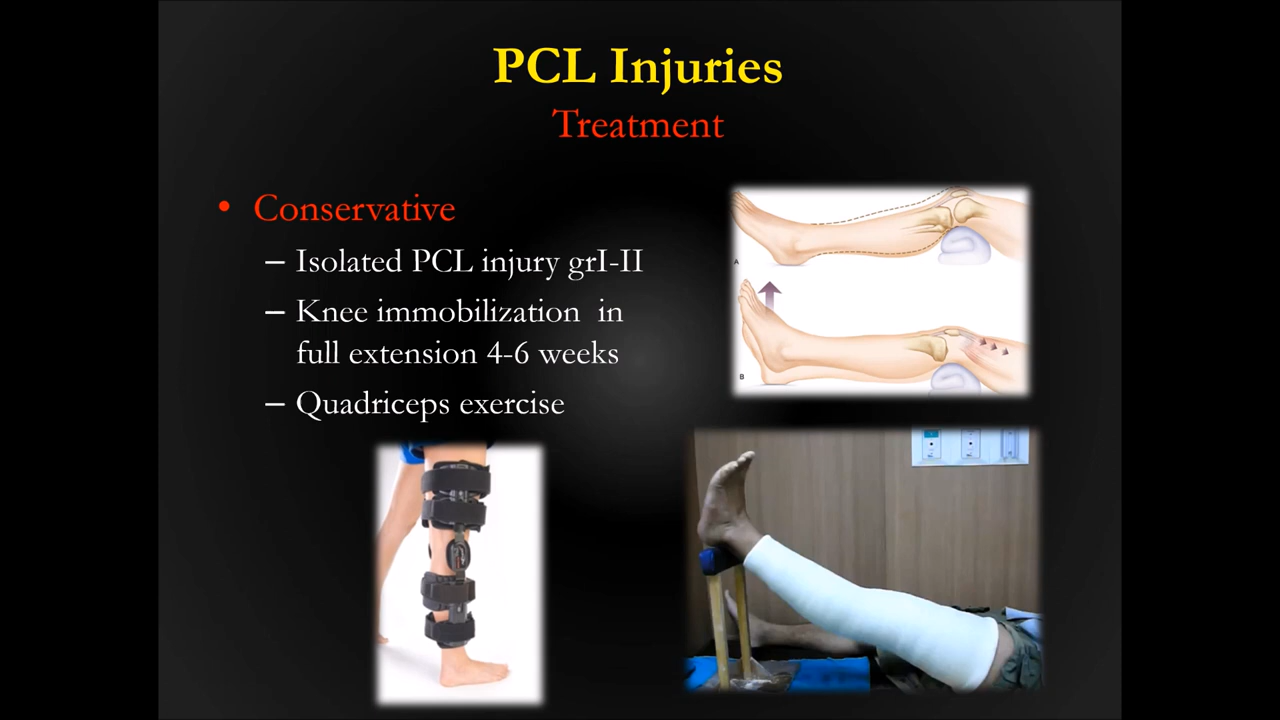 PCL Injuries
Treatment
• Conservative
– Isolated PCL injury grI-II
– Knee immobilization in
full extension 4-6 weeks
– Quadriceps exercise
A
B